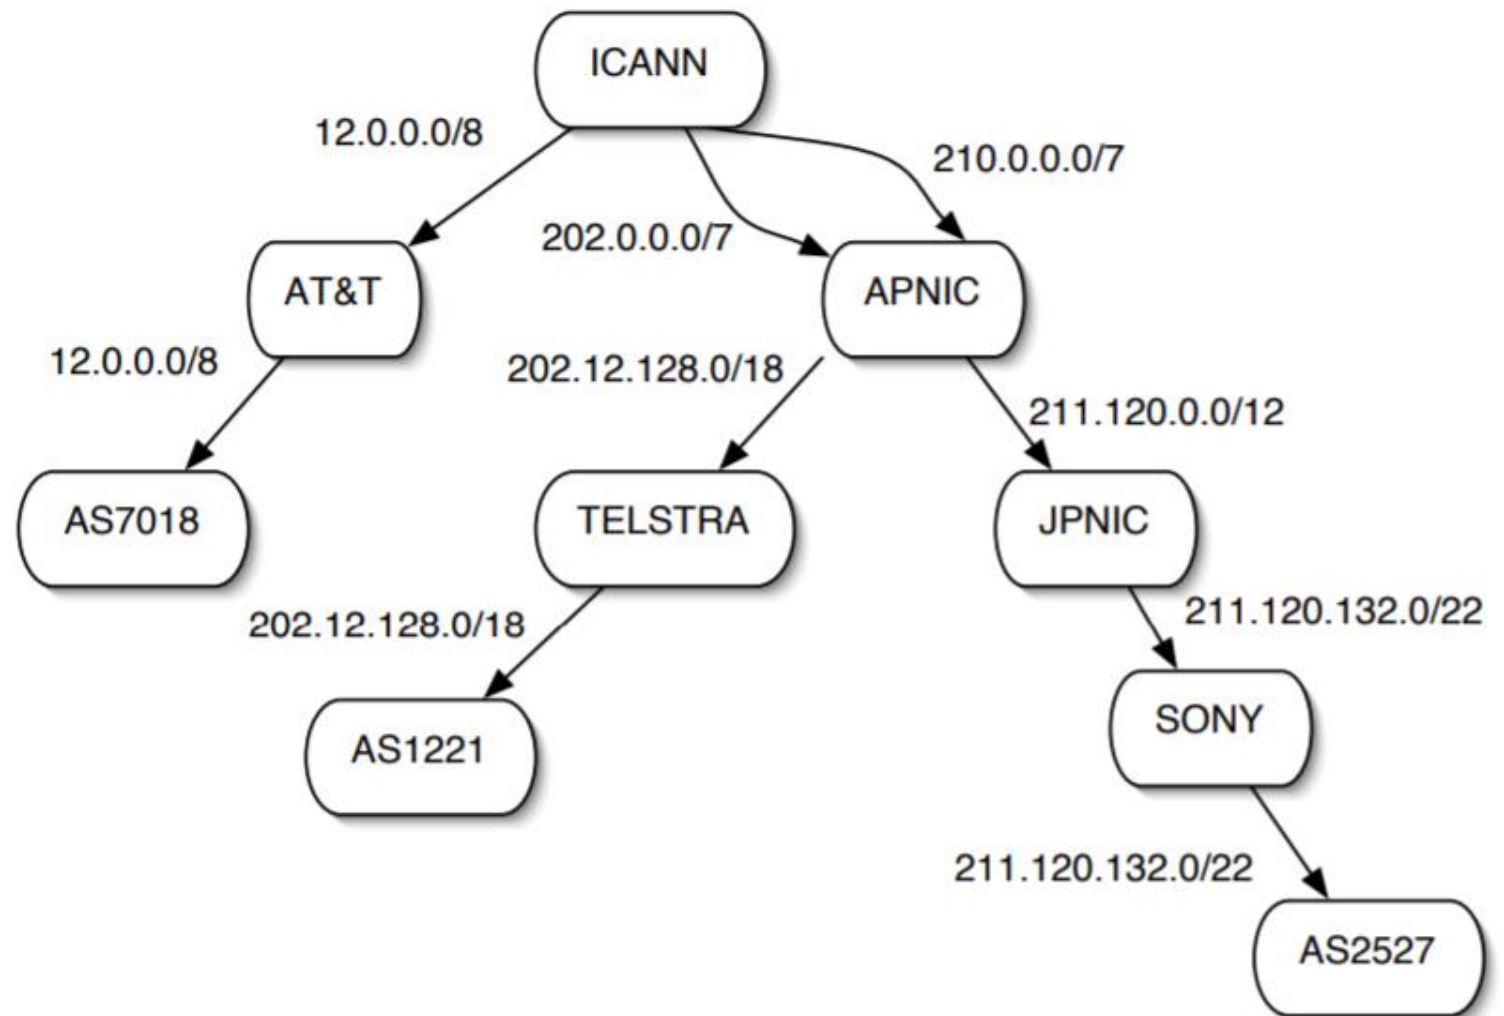 ICANN
12.0.0.0/8
210.0.0.0/7
202.0.0.0/7
AT&T
APNIC
12.0.0.0/8
202.12.128.0/18
211.120.0.0/12
AS7018
TELSTRA
JPNIC
202.12.128.0/18
211.120.132.0/22
AS1221
SONY
211.120.132.0/22
AS2527